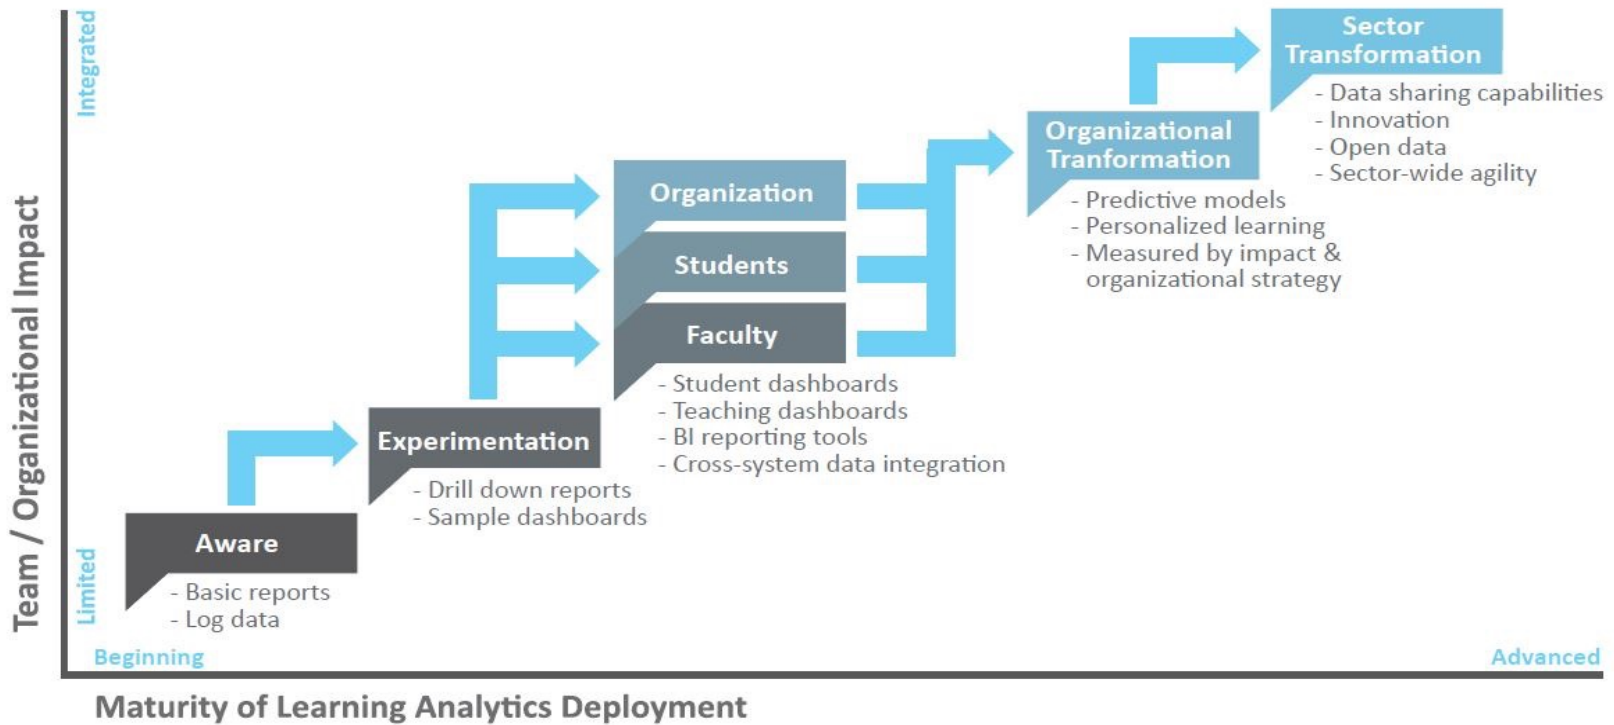 Team / Organizational Impact
Integrated
Limited
Sector
Transformation
- Data sharing capabilities
- Innovation
- Open data
- Sector-wide agility
Organizational
Tranformation
- Predictive models
- Personalized learning
- Measured by impact &
organizational strategy
Organization
Students
Faculty
- Student dashboards
- Teaching dashboards
- BI reporting tools
- Cross-system data integration
Experimentation
- Drill down reports
- Sample dashboards
Aware
- Basic reports
- Log data
Beginning
Advanced
Maturity of Learning Analytics Deployment